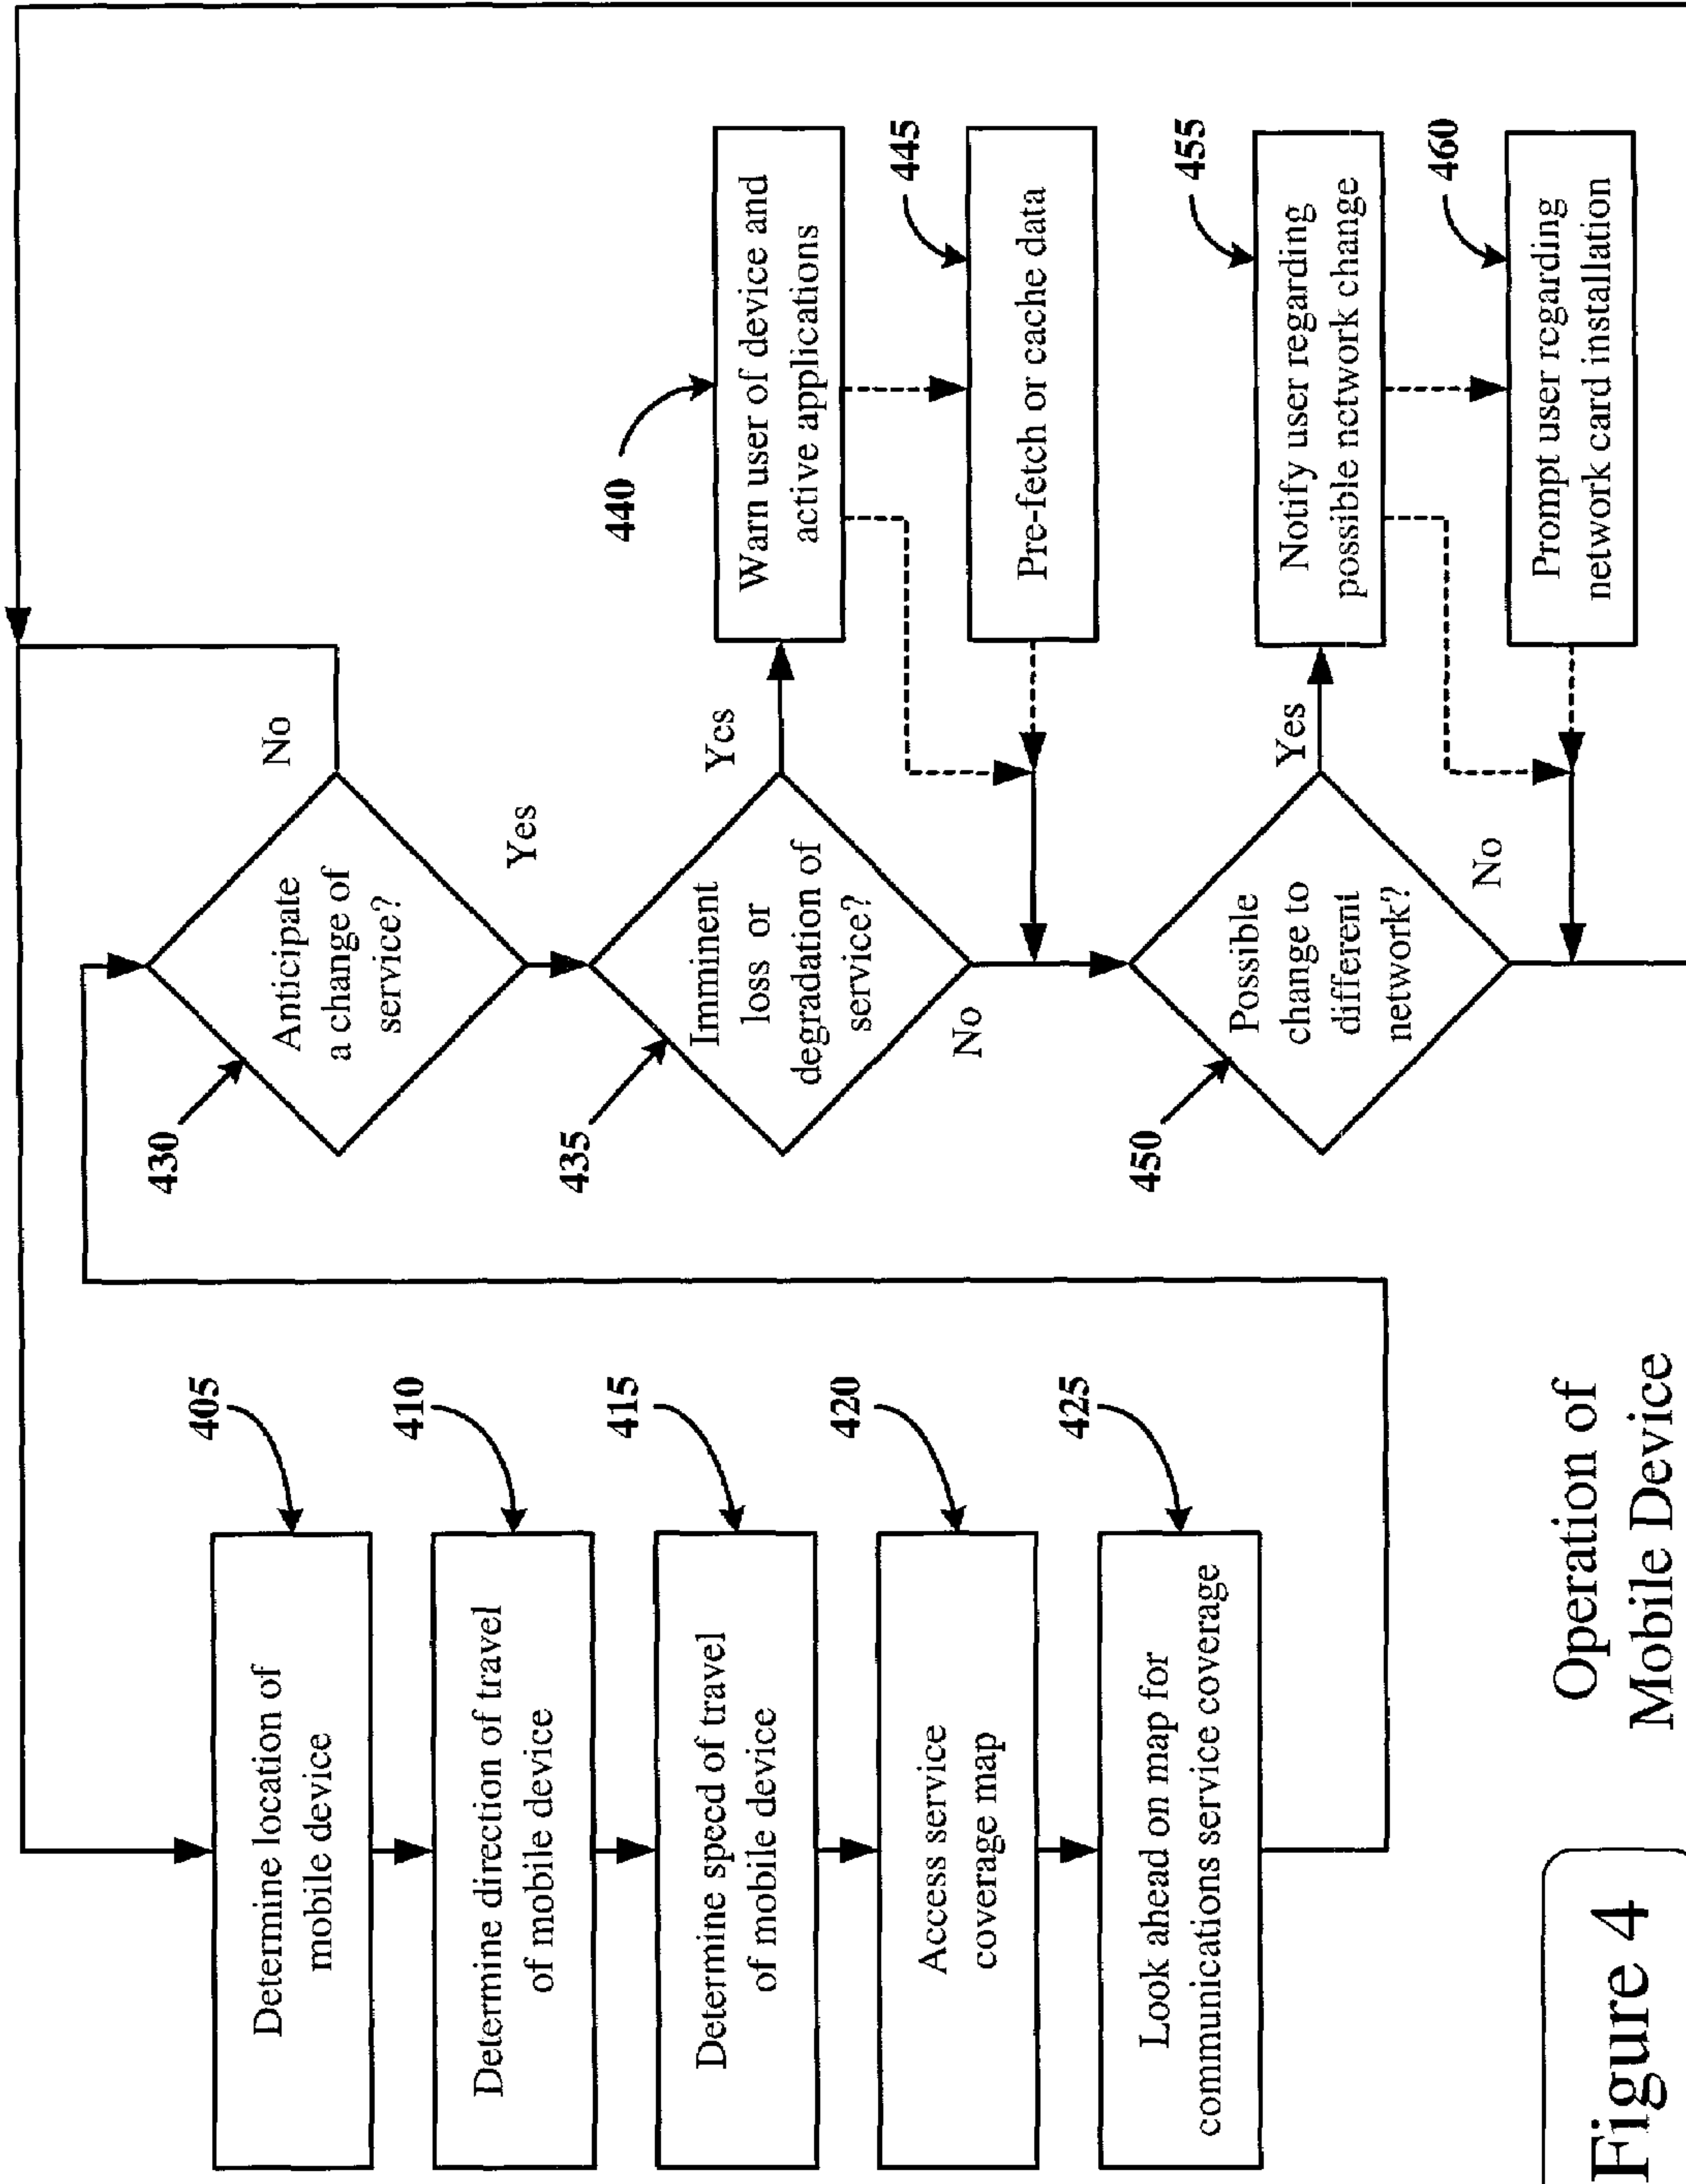 Determine location of
mobile device
405
Determine direction of travel
of mobile device
410
Determine speed of travel
of mobile device
415
Access service
coverage map
420
Look ahead on map for
communications service coverage
425
430
Anticipate
a change of
service?
No
Yes
435
Imminent
loss or
degradation of
service?
Yes
No
440
Warn user of device and
active applications
445
Pre-fetch or cache data
450
Possible
change to
different
network?
Yes
No
455
Notify user regarding
possible network change
460
Prompt user regarding
network card installation
Figure 4
Operation of
Mobile Device